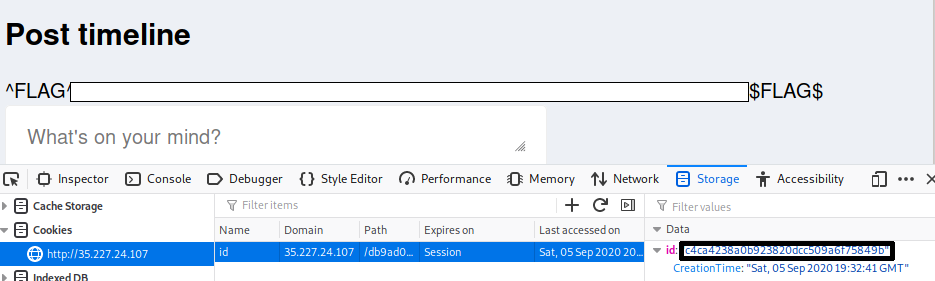 Post timeline
^FLAG^ $FLAG$
What's on your mind?
Inspector Console Debugger Style Editor Performance Memory Network Storage Accessibility
Cache Storage
Cookies
http://35.227.24.107
Indexed DB
Filter items
Name Domain Path Expires on Last accessed on
id 35.227.24.107 /db9ad0... Session Sat, 05 Sep 2020 20...
Filter values
Data
id: "c4ca4238a0b923820dcc509a6f75849b"
CreationTime: "Sat, 05 Sep 2020 19:32:41 GMT"